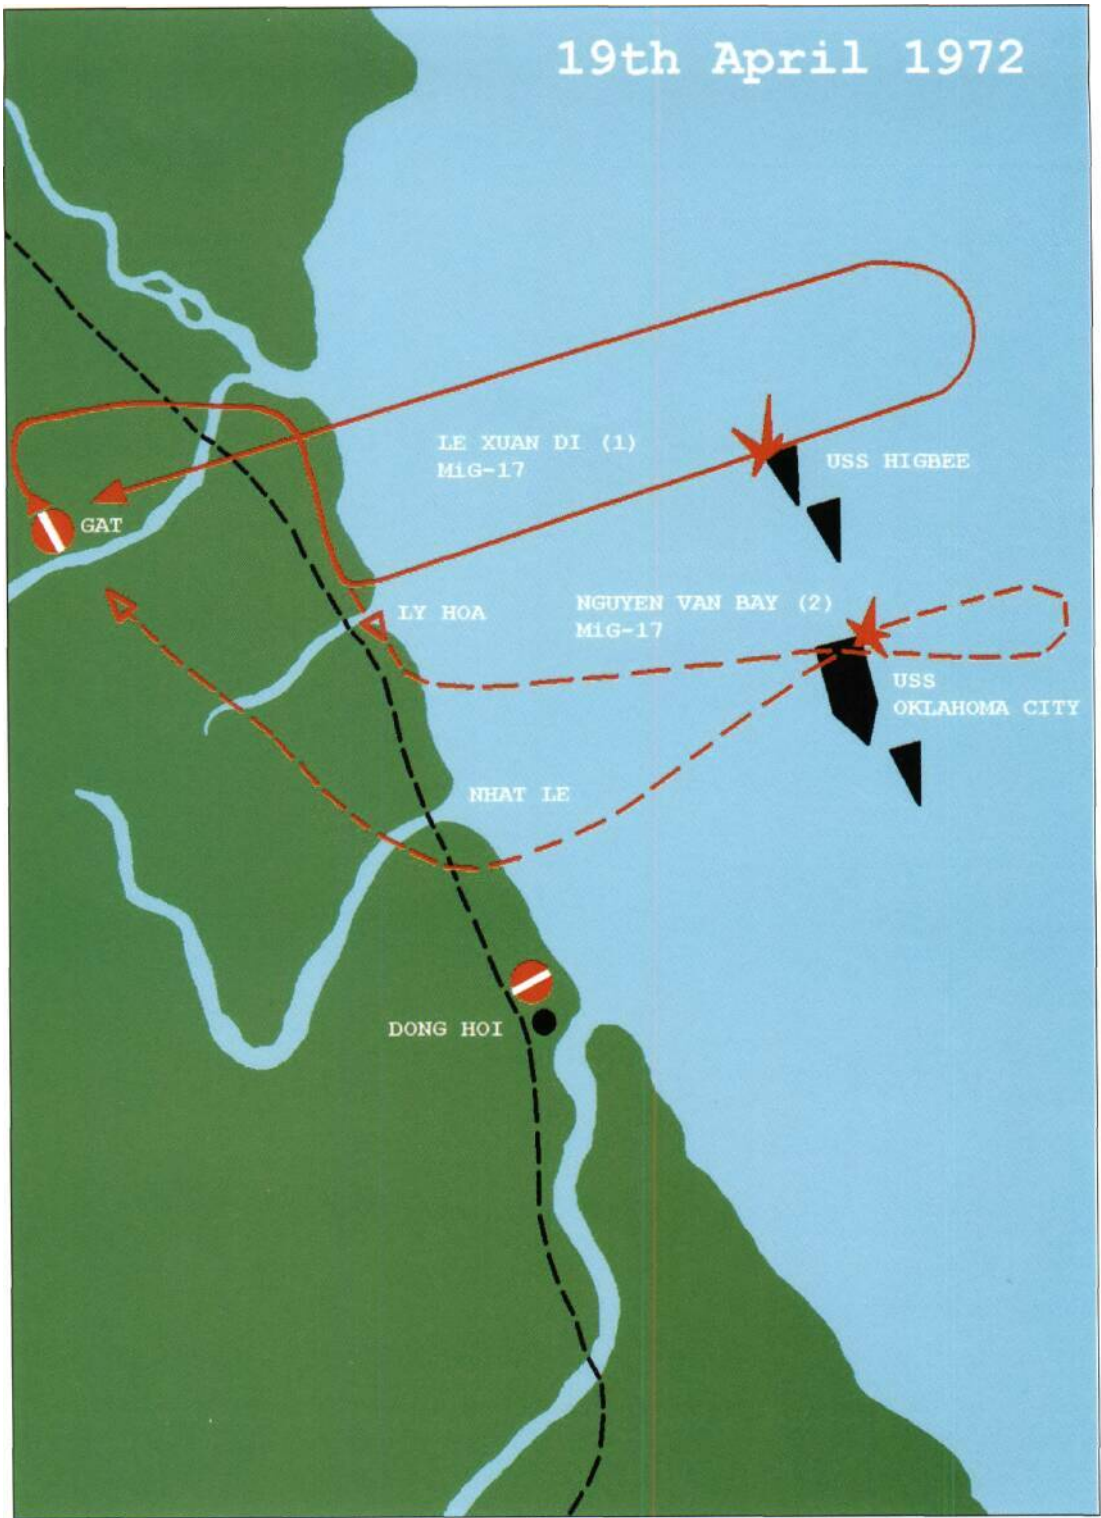 19th April 1972
LE XUAN DI (1)
MiG-17
USS HIGBEE
GAT
NGUYEN VAN BAY (2)
MiG-17
LY HOA
USS
OKLAHOMA CITY
NHAT LE
DONG HOI